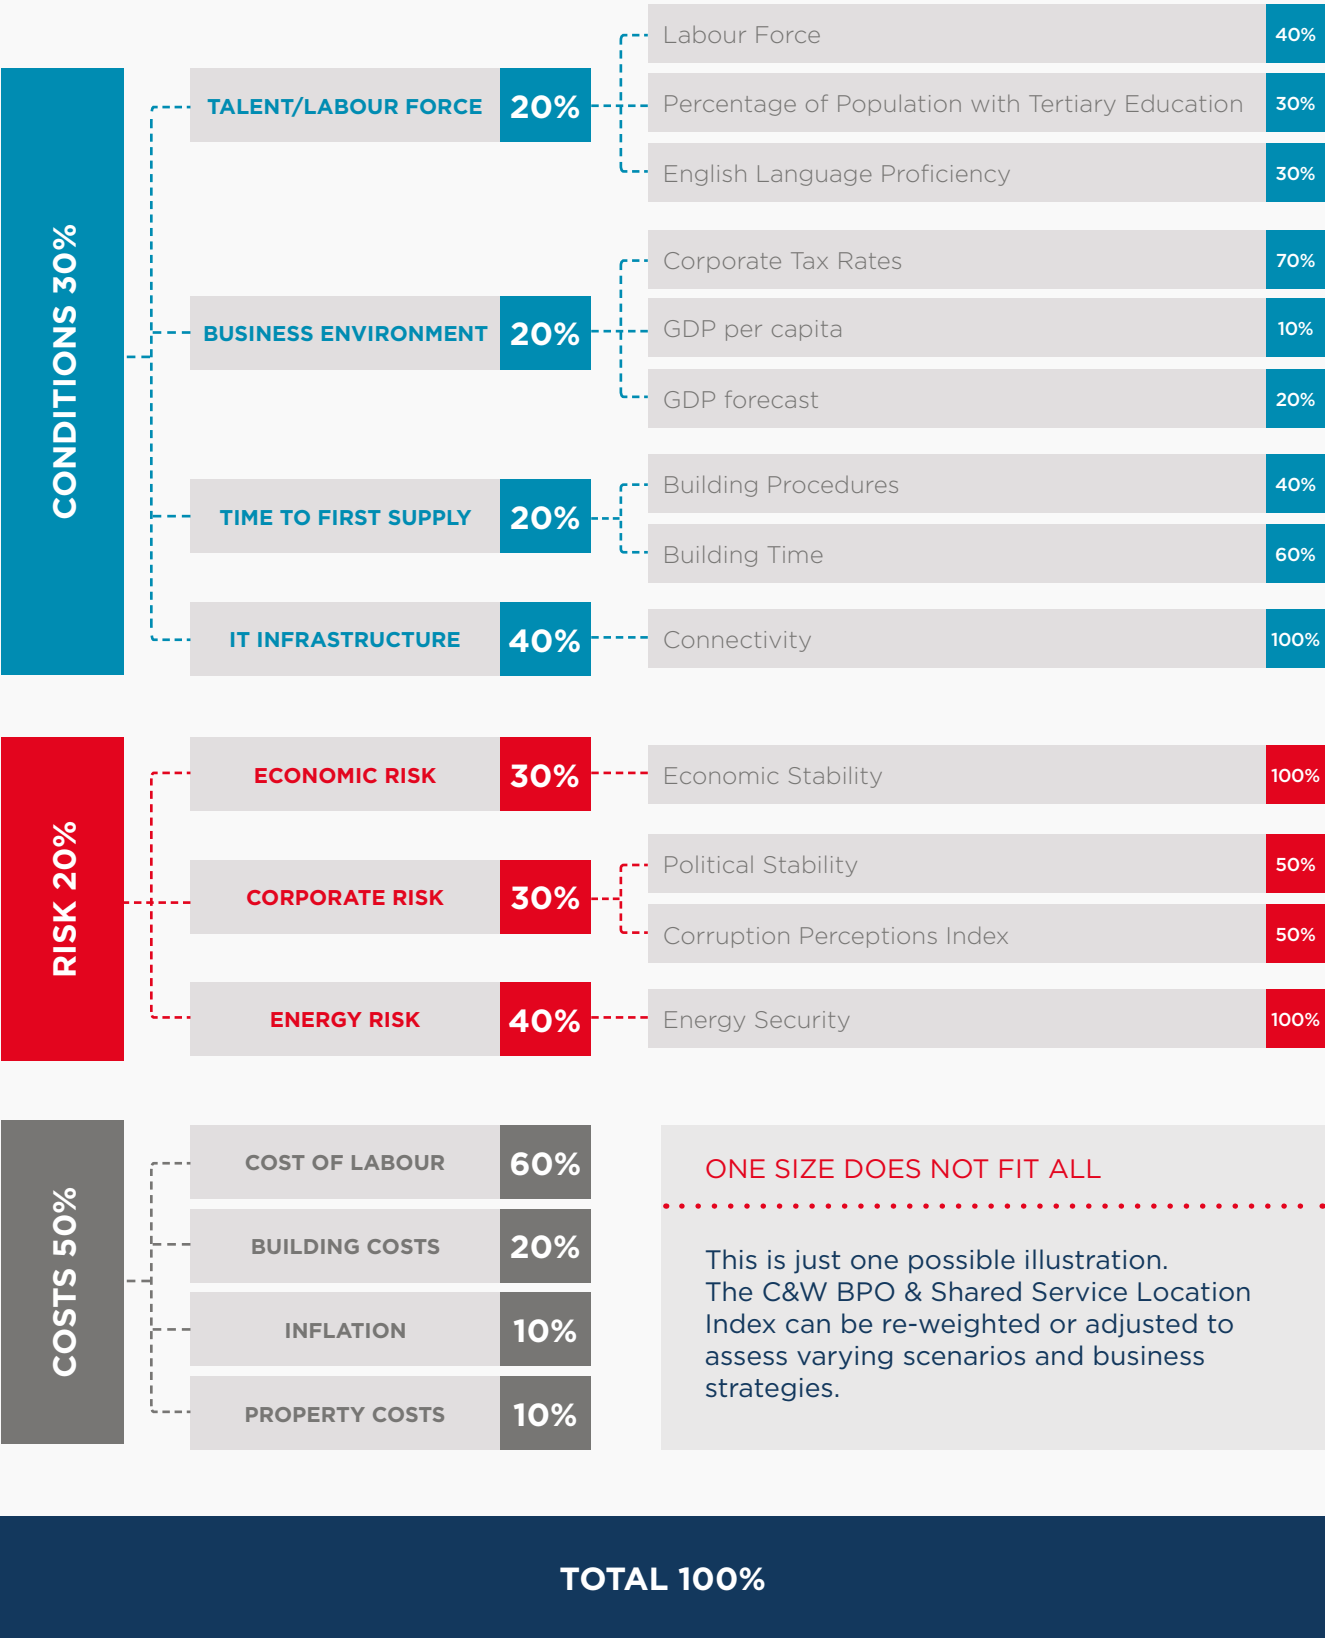 CONDITIONS 30%
TALENT/LABOUR FORCE 20%
Labour Force 40%
Percentage of Population with Tertiary Education 30%
English Language Proficiency 30%
BUSINESS ENVIRONMENT 20%
Corporate Tax Rates 70%
GDP per capita 10%
GDP forecast 20%
TIME TO FIRST SUPPLY 20%
Building Procedures 40%
Building Time 60%
IT INFRASTRUCTURE 40%
Connectivity 100%
RISK 20%
ECONOMIC RISK 30%
Economic Stability 100%
CORPORATE RISK 30%
Political Stability 50%
Corruption Perceptions Index 50%
ENERGY RISK 40%
Energy Security 100%
COSTS 50%
COST OF LABOUR 60%
BUILDING COSTS 20%
INFLATION 10%
PROPERTY COSTS 10%
ONE SIZE DOES NOT FIT ALL
This is just one possible illustration.
The C&W BPO & Shared Service Location
Index can be re-weighted or adjusted to
assess varying scenarios and business
strategies.
TOTAL 100%